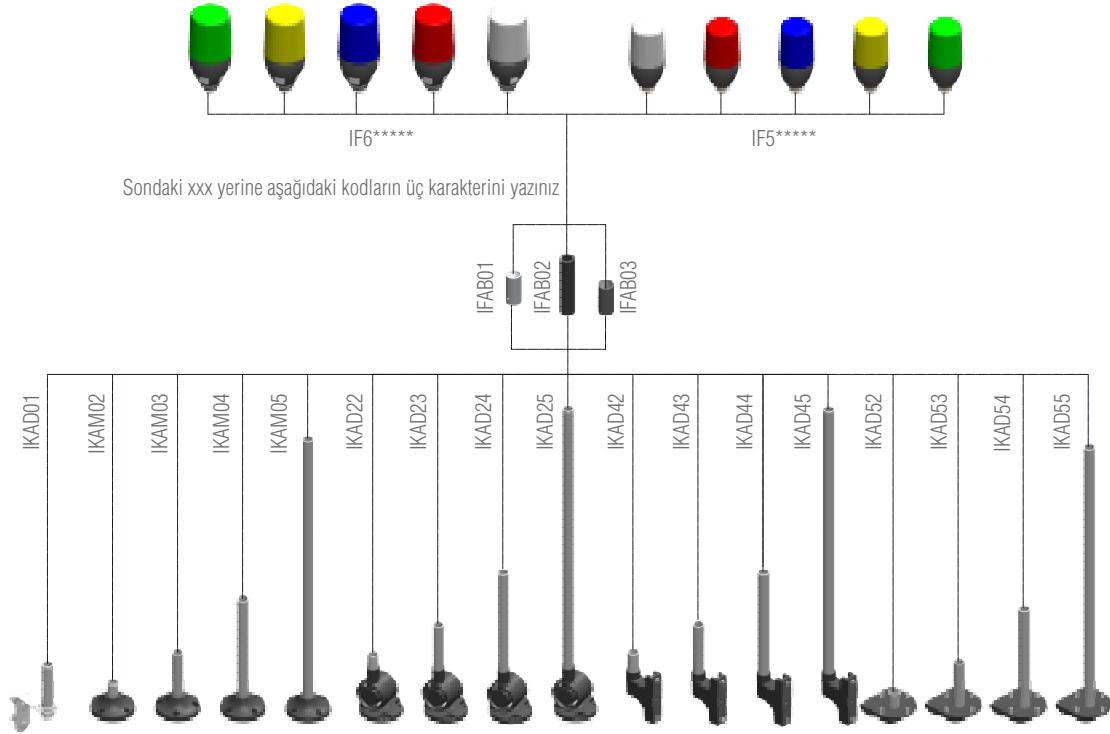 IF6*****
IF5*****
Sondaki xxx yerine aşağıdaki kodların üç karakterini yazınız
IFAB01
IFAB02
IFAB03
IKAD01
IKAM02
IKAM03
IKAM04
IKAM05
IKAD22
IKAD23
IKAD24
IKAD25
IKAD42
IKAD43
IKAD44
IKAD45
IKAD52
IKAD53
IKAD54
IKAD55